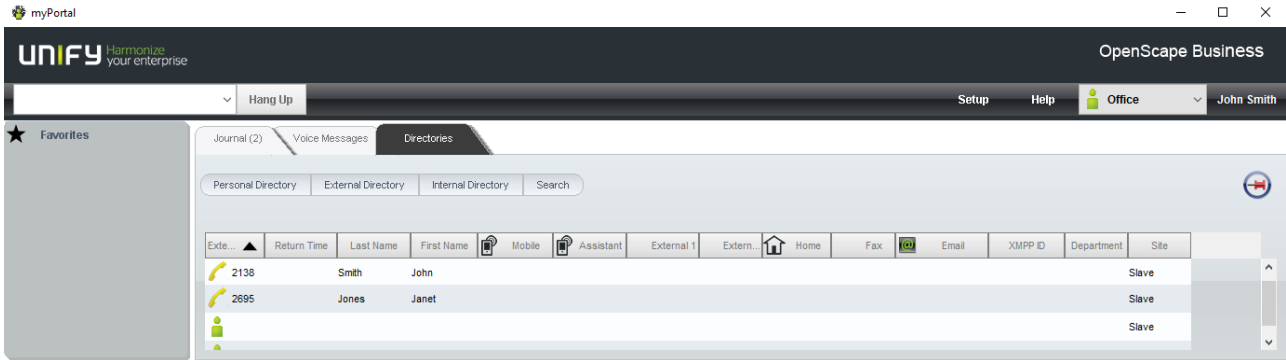 myPortal
UNIFY Harmonize your enterprise
OpenScape Business
Hang Up Setup Help Office John Smith
Favorites
Journal (2) Voice Messages Directories
Personal Directory External Directory Internal Directory Search
Exte... Return Time Last Name First Name Mobile Assistant External 1 Extern... Home Fax @ Email XMPP ID Department Site
2138 Smith John Slave
2695 Jones Janet Slave
Slave